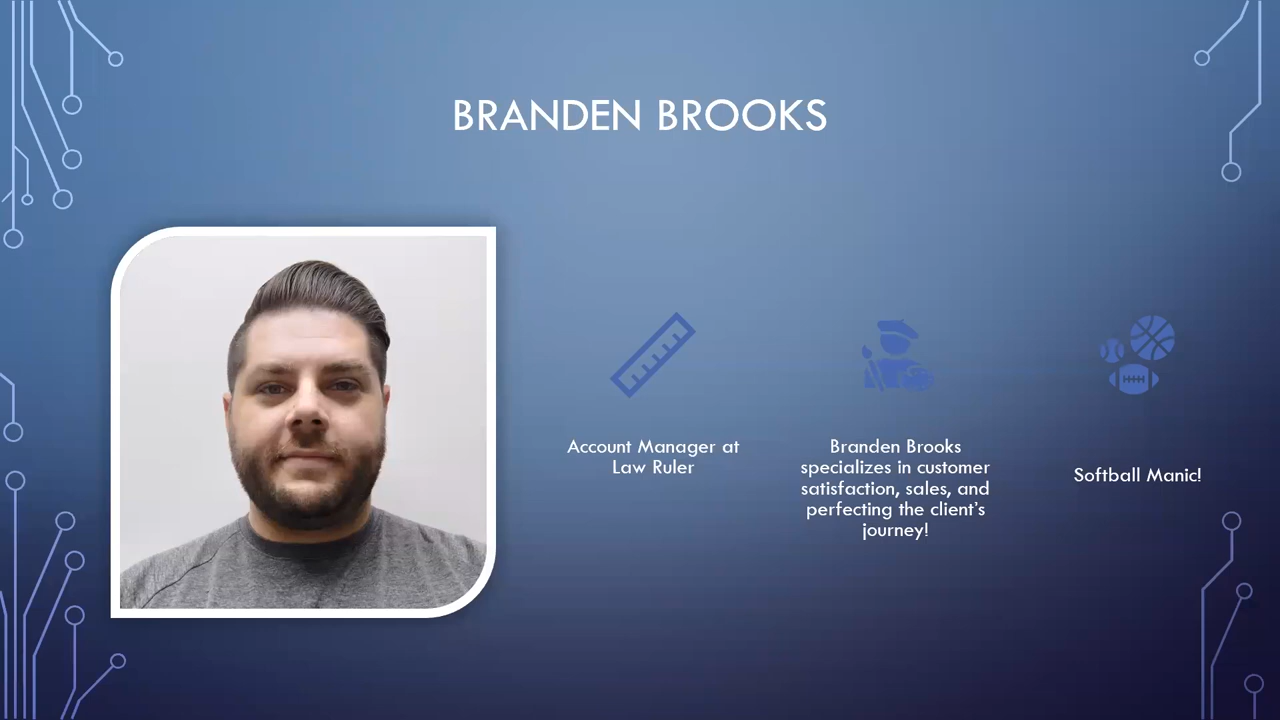 BRANDEN BROOKS
Account Manager at
Law Ruler
Branden Brooks
specializes in customer
satisfaction, sales, and
perfecting the client's
journey!
Softball Manic!